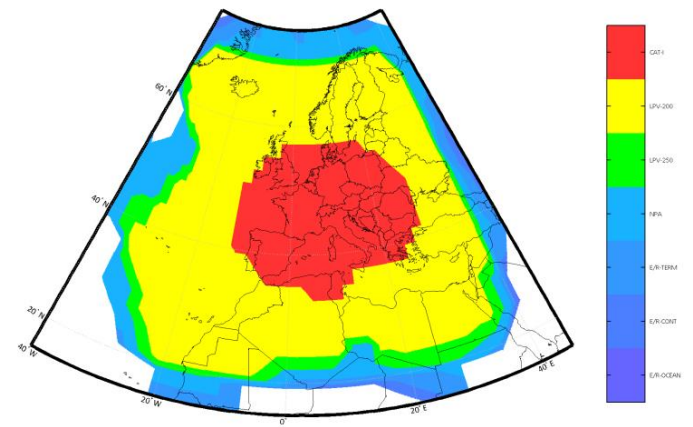 CAT-I
LPV-200
60° N
LPV-250
40° N
NPA
E/R-TERM
20° N
E/R-CONT
40° W
40° E
E/R-OCEAN
20° W
20° E
0°